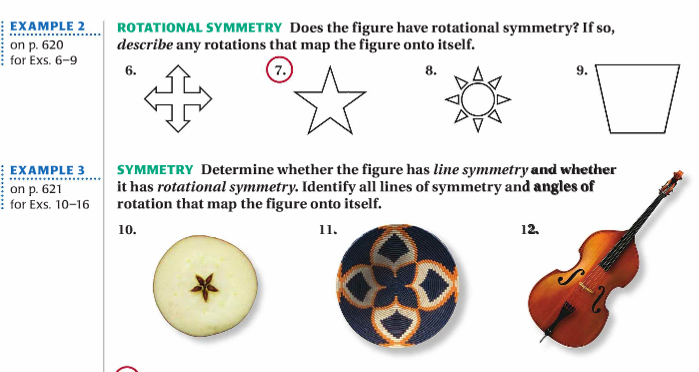 EXAMPLE 2
on p. 620
for Exs. 6–9
ROTATIONAL SYMMETRY Does the figure have rotational symmetry? If so,
describe any rotations that map the figure onto itself.
6.
7.
8.
9.
EXAMPLE 3
on p. 621
for Exs. 10–16
SYMMETRY Determine whether the figure has line symmetry and whether
it has rotational symmetry. Identify all lines of symmetry and angles of
rotation that map the figure onto itself.
10.
11.
12.